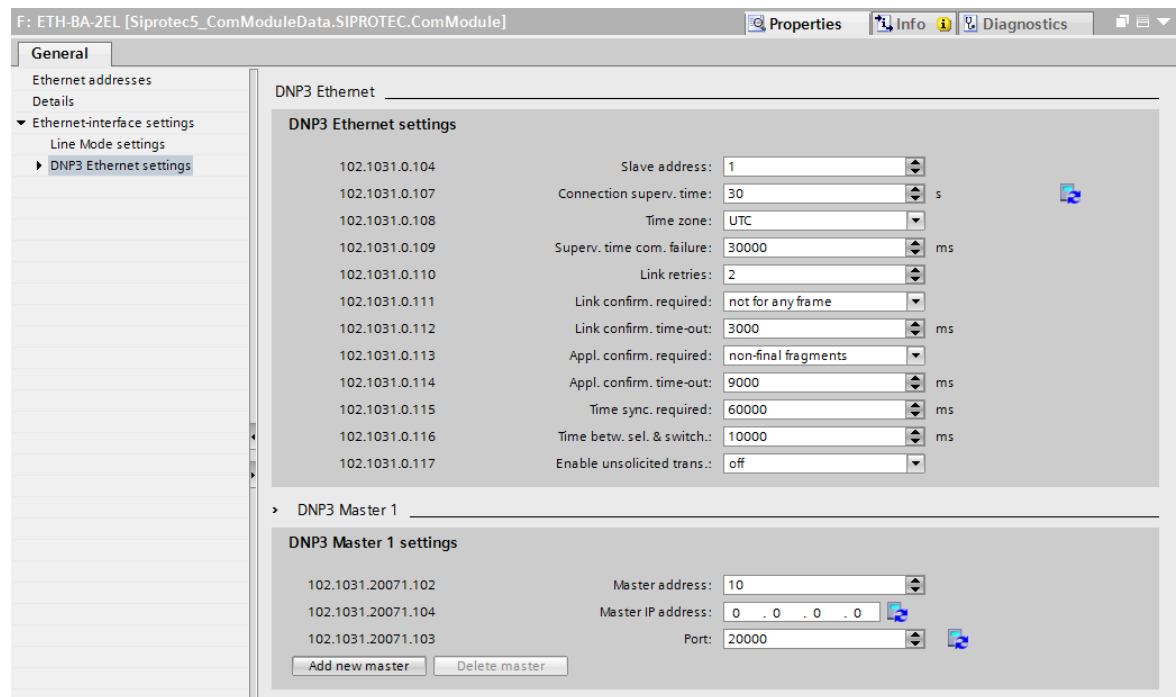 F: ETH-BA-2EL [Siprotec5_ComModuleData.SIPROTEC.ComModule] Properties Info Diagnostics
General
Ethernet addresses
Details
Ethernet-interface settings
Line Mode settings
DNP3 Ethernet settings
DNP3 Ethernet
DNP3 Ethernet settings
102.1031.0.104 Slave address: 1
102.1031.0.107 Connection superv. time: 30 s
102.1031.0.108 Time zone: UTC
102.1031.0.109 Superv. time com. failure: 30000 ms
102.1031.0.110 Link retries: 2
102.1031.0.111 Link confirm. required: not for any frame
102.1031.0.112 Link confirm. time-out: 3000 ms
102.1031.0.113 Appl. confirm. required: non-final fragments
102.1031.0.114 Appl. confirm. time-out: 9000 ms
102.1031.0.115 Time sync. required: 60000 ms
102.1031.0.116 Time betw. sel. & switch.: 10000 ms
102.1031.0.117 Enable unsolicited trans.: off
DNP3 Master 1
DNP3 Master 1 settings
102.1031.20071.102 Master address: 10
102.1031.20071.104 Master IP address: 0 . 0 . 0 . 0
102.1031.20071.103 Port: 20000
Add new master Delete master